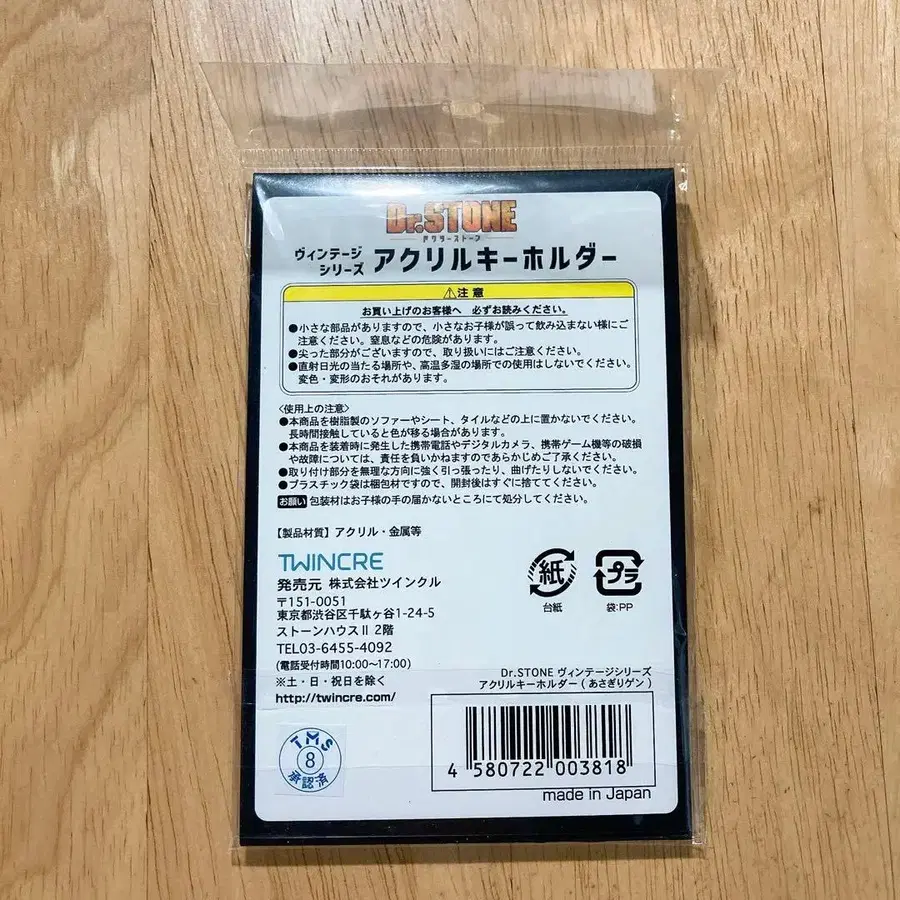 Dr.STONE
ドクターストーン
ヴィンテージ
シリーズ アクリルキーホルダー
⚠注意
お買い上げのお客様へ 必ずお読みください。
●小さな部品がありますので、小さなお子様が誤って飲み込まない様にご
注意ください。窒息などの危険があります。
●尖った部分がございますので、取り扱いにはご注意ください。
●直射日光の当たる場所や、高温多湿の場所での使用はしないでください。
変色・変形のおそれがあります。
〈使用上の注意〉
●本商品を樹脂製のソファーやシート、タイルなどの上に置かないでください。
長時間接触していると色が移る場合があります。
●本商品を装着時に発生した携帯電話やデジタルカメラ、携帯ゲーム機等の破損
や故障については、責任を負いかねますのであらかじめご了承ください。
●取り付け部分を無理な方向に強く引っ張ったり、曲げたりしないでください。
●プラスチック袋は梱包材ですので、開封後はすぐに捨ててください。
お願い 包装材はお子様の手の届かないところにて処分してください。
【製品材質】アクリル・金属等
TWINCRE
発売元 株式会社ツインクル
〒151-0051
東京都渋谷区千駄ヶ谷1-24-5
ストーンハウスⅡ 2階
TEL03-6455-4092
(電話受付時間10:00〜17:00)
※土・日・祝日を除く
http://twincre.com/
紙
台紙
プラ
袋:PP
Dr.STONE ヴィンテージシリーズ
アクリルキーホルダー(あさぎりゲン)
4 580722 003818
made in Japan
TMS
8
承認済